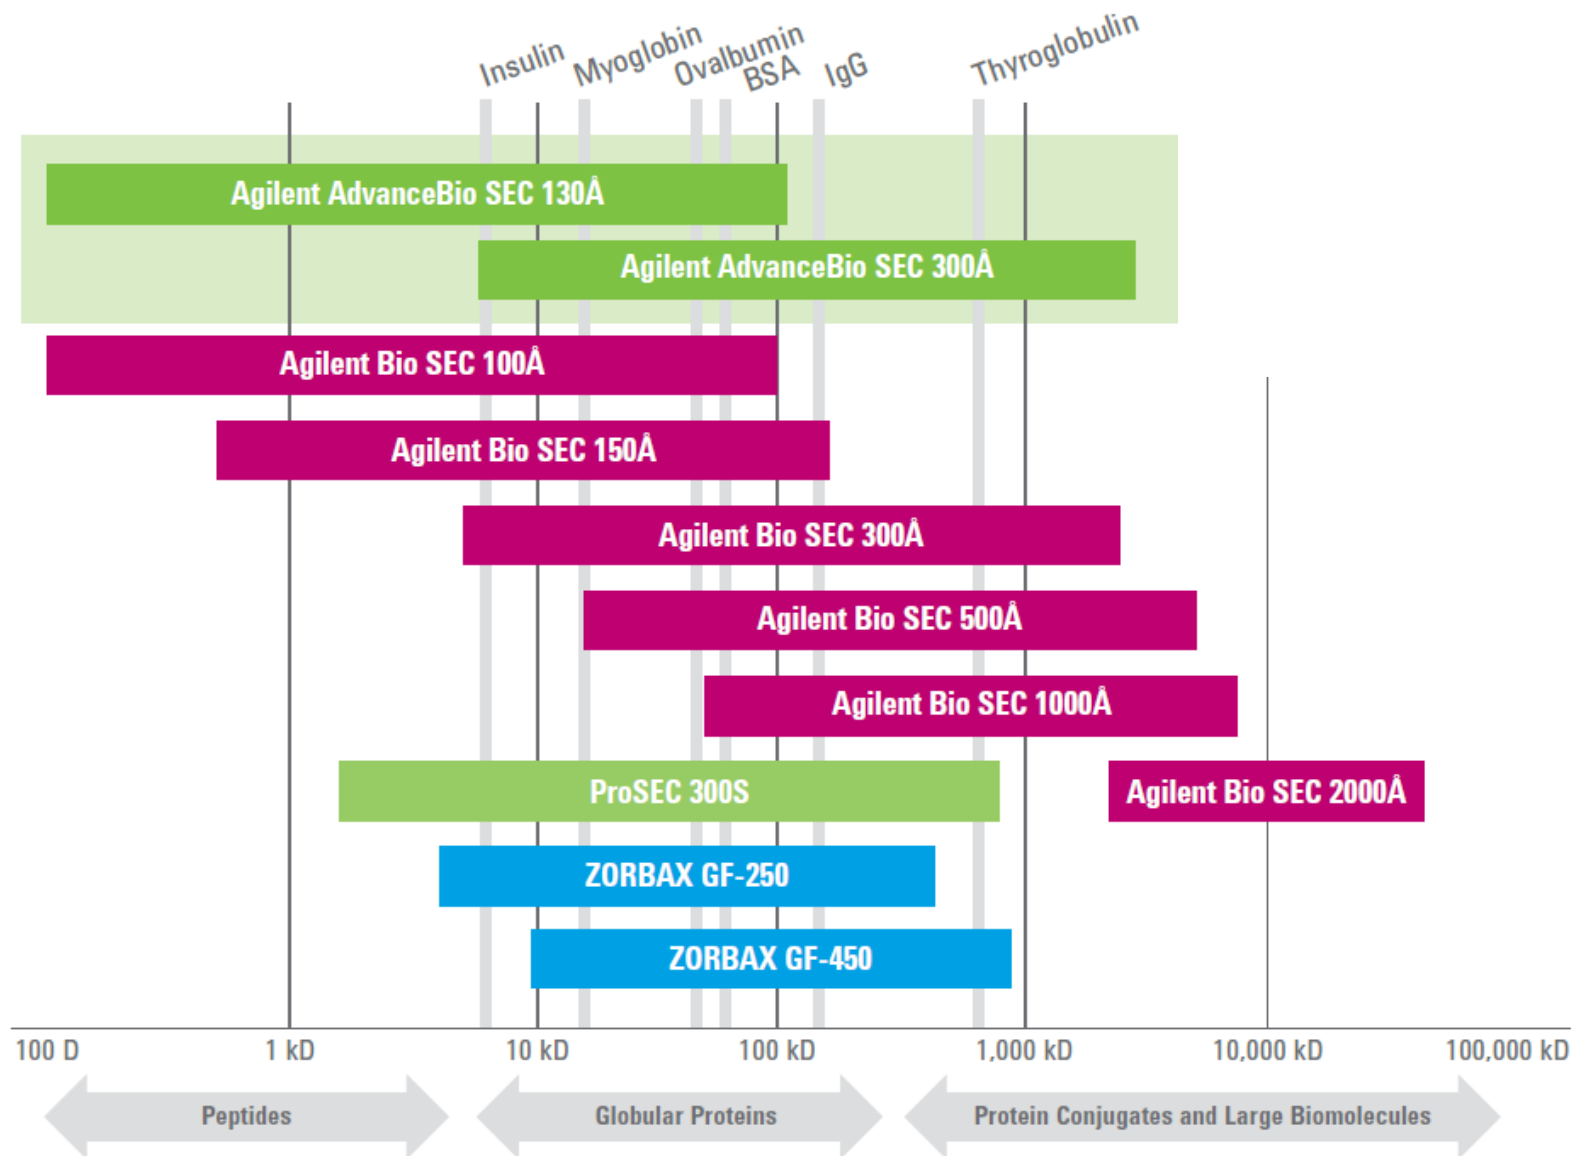 Insulin
Myoglobin
Ovalbumin
BSA
IgG
Thyroglobulin
Agilent AdvanceBio SEC 130Å
Agilent AdvanceBio SEC 300Å
Agilent Bio SEC 100Å
Agilent Bio SEC 150Å
Agilent Bio SEC 300Å
Agilent Bio SEC 500Å
Agilent Bio SEC 1000Å
ProSEC 300S
Agilent Bio SEC 2000Å
ZORBAX GF-250
ZORBAX GF-450
100 D 1 kD 10 kD 100 kD 1,000 kD 10,000 kD 100,000 kD
Peptides Globular Proteins Protein Conjugates and Large Biomolecules